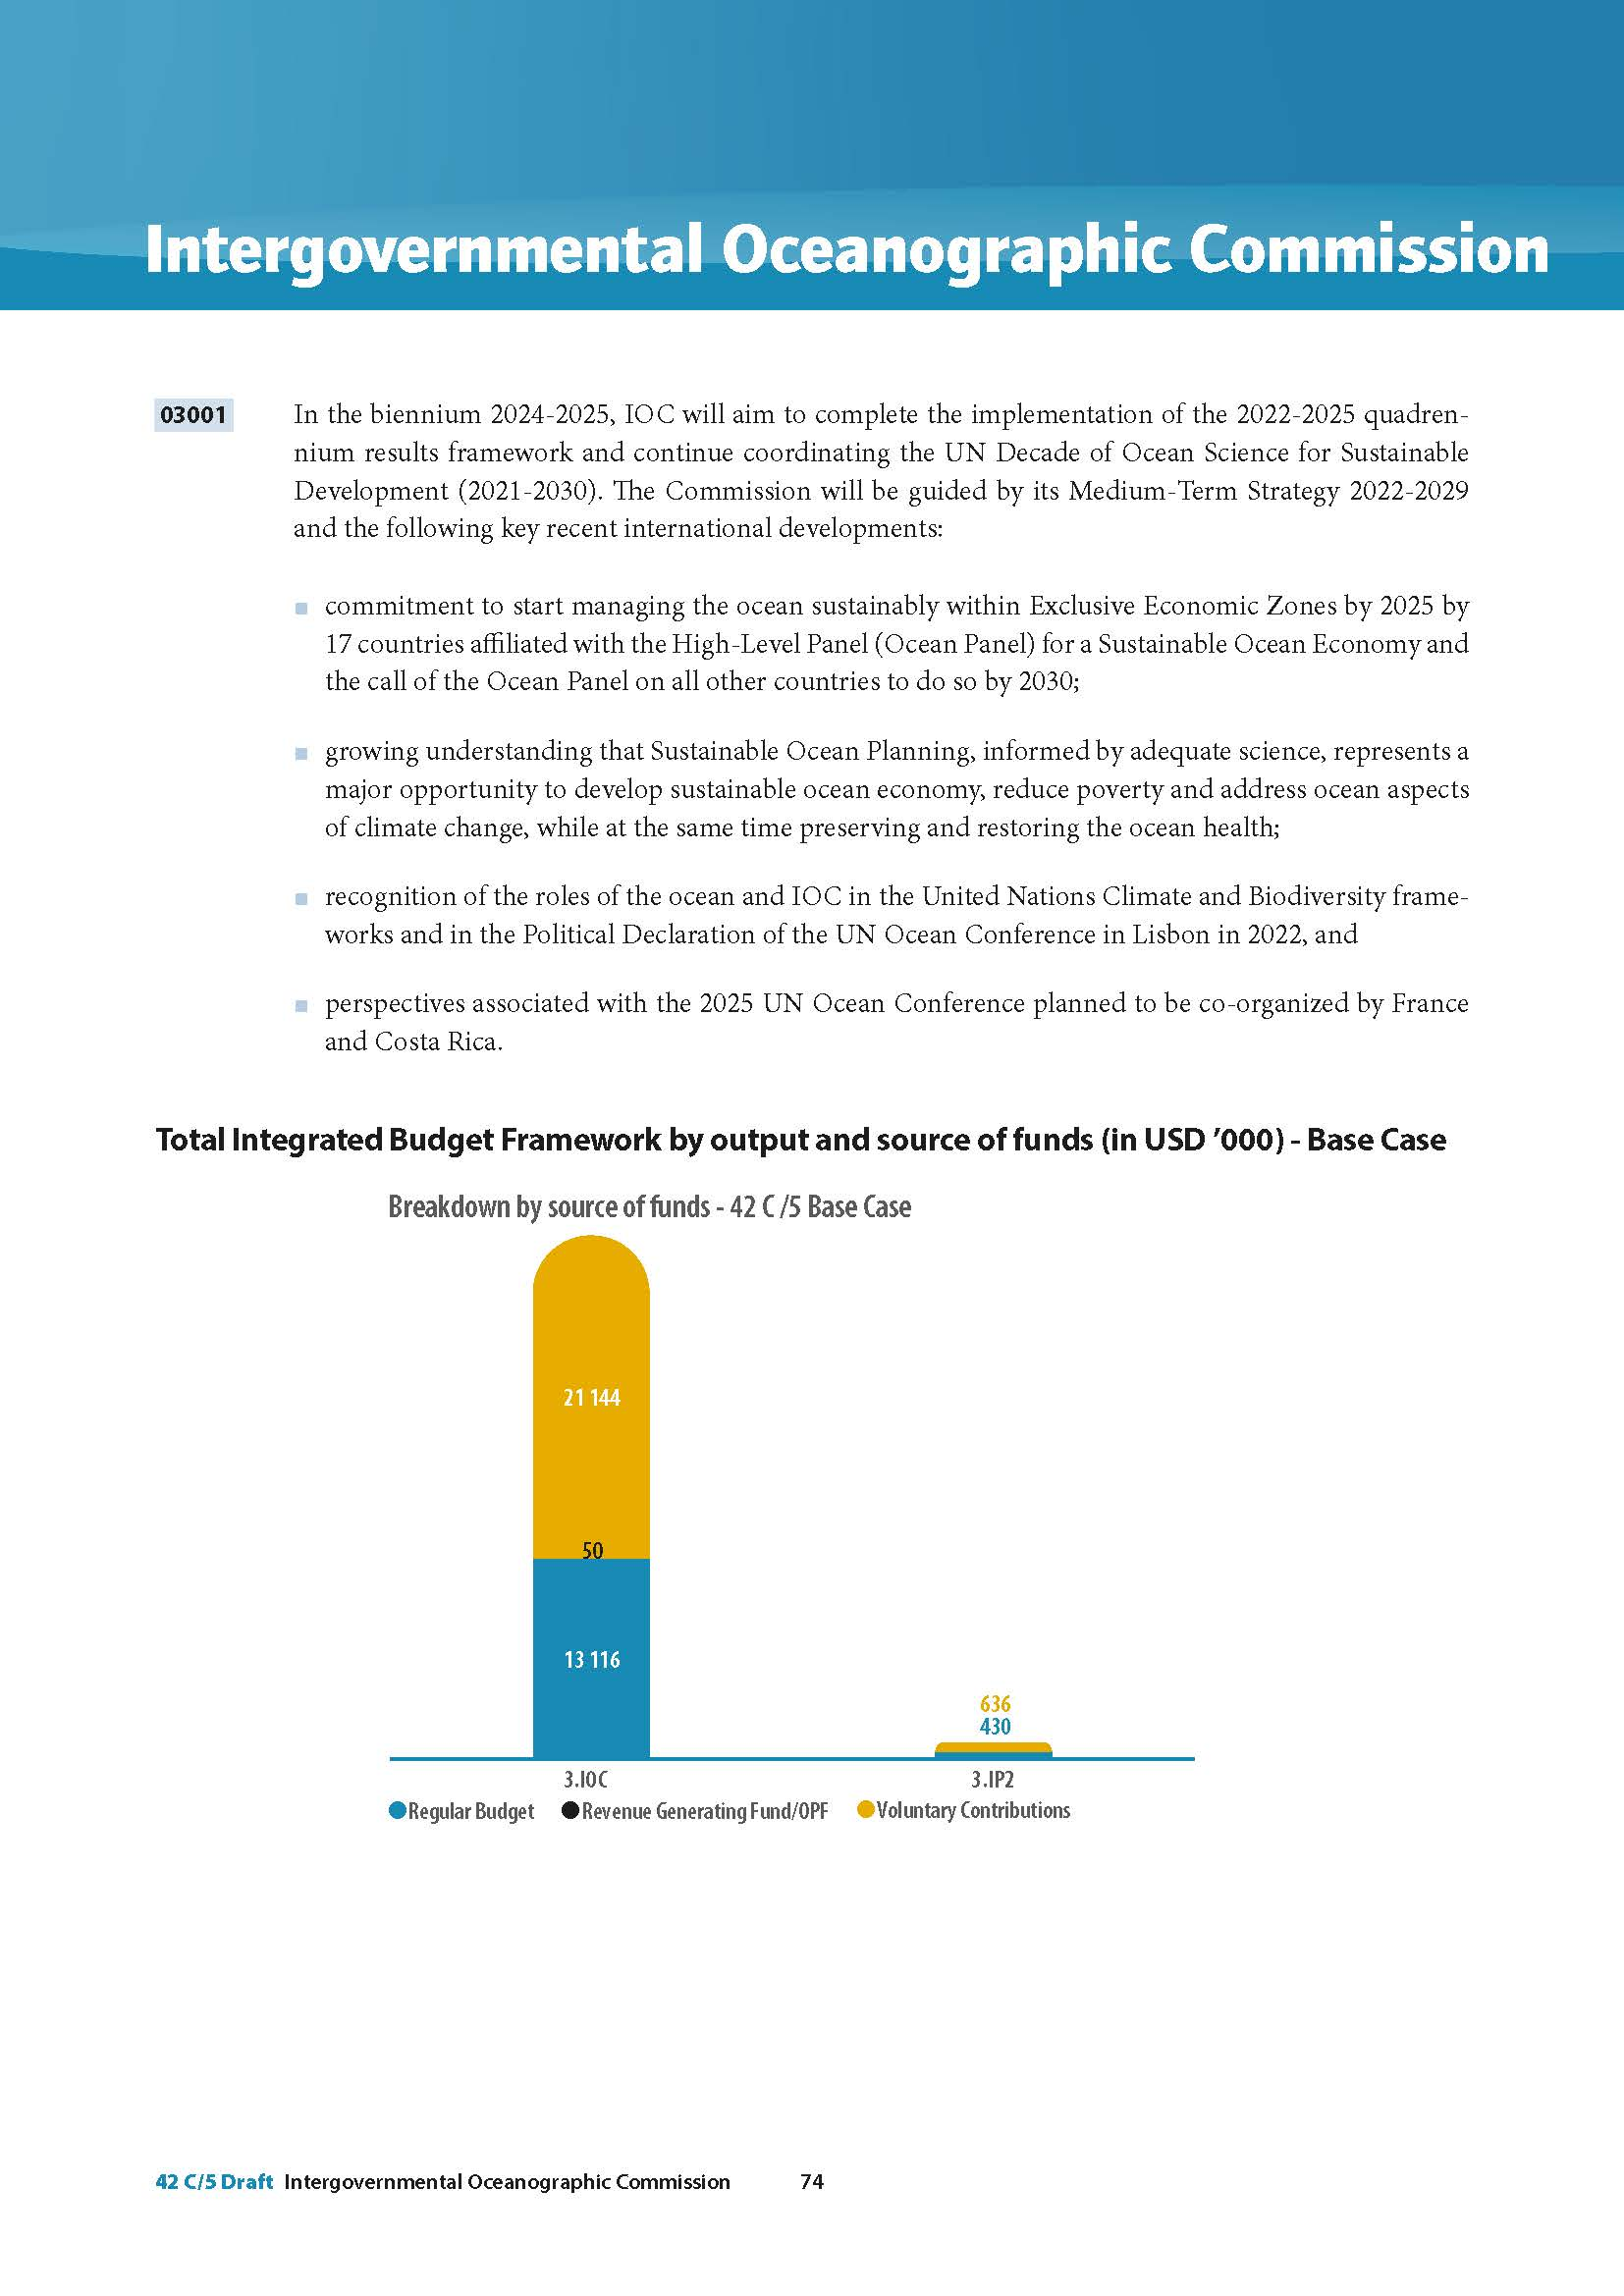 Intergovernmental Oceanographic Commission
03001
In the biennium 2024-2025, IOC will aim to complete the implementation of the 2022-2025 quadren-
nium results framework and continue coordinating the UN Decade of Ocean Science for Sustainable
Development (2021-2030). The Commission will be guided by its Medium-Term Strategy 2022-2029
and the following key recent international developments:
commitment to start managing the ocean sustainably within Exclusive Economic Zones by 2025 by
17 countries affiliated with the High-Level Panel (Ocean Panel) for a Sustainable Ocean Economy and
the call of the Ocean Panel on all other countries to do so by 2030;
growing understanding that Sustainable Ocean Planning, informed by adequate science, represents a
major opportunity to develop sustainable ocean economy, reduce poverty and address ocean aspects
of climate change, while at the same time preserving and restoring the ocean health;
recognition of the roles of the ocean and IOC in the United Nations Climate and Biodiversity frame-
works and in the Political Declaration of the UN Ocean Conference in Lisbon in 2022, and
perspectives associated with the 2025 UN Ocean Conference planned to be co-organized by France
and Costa Rica.
Total Integrated Budget Framework by output and source of funds (in USD ’000) - Base Case
Breakdown by source of funds - 42 C /5 Base Case
21 144
50
13 116
636
430
3.IOC
3.IP2
Regular Budget
Revenue Generating Fund/OPF
Voluntary Contributions
42 C/5 Draft Intergovernmental Oceanographic Commission 74